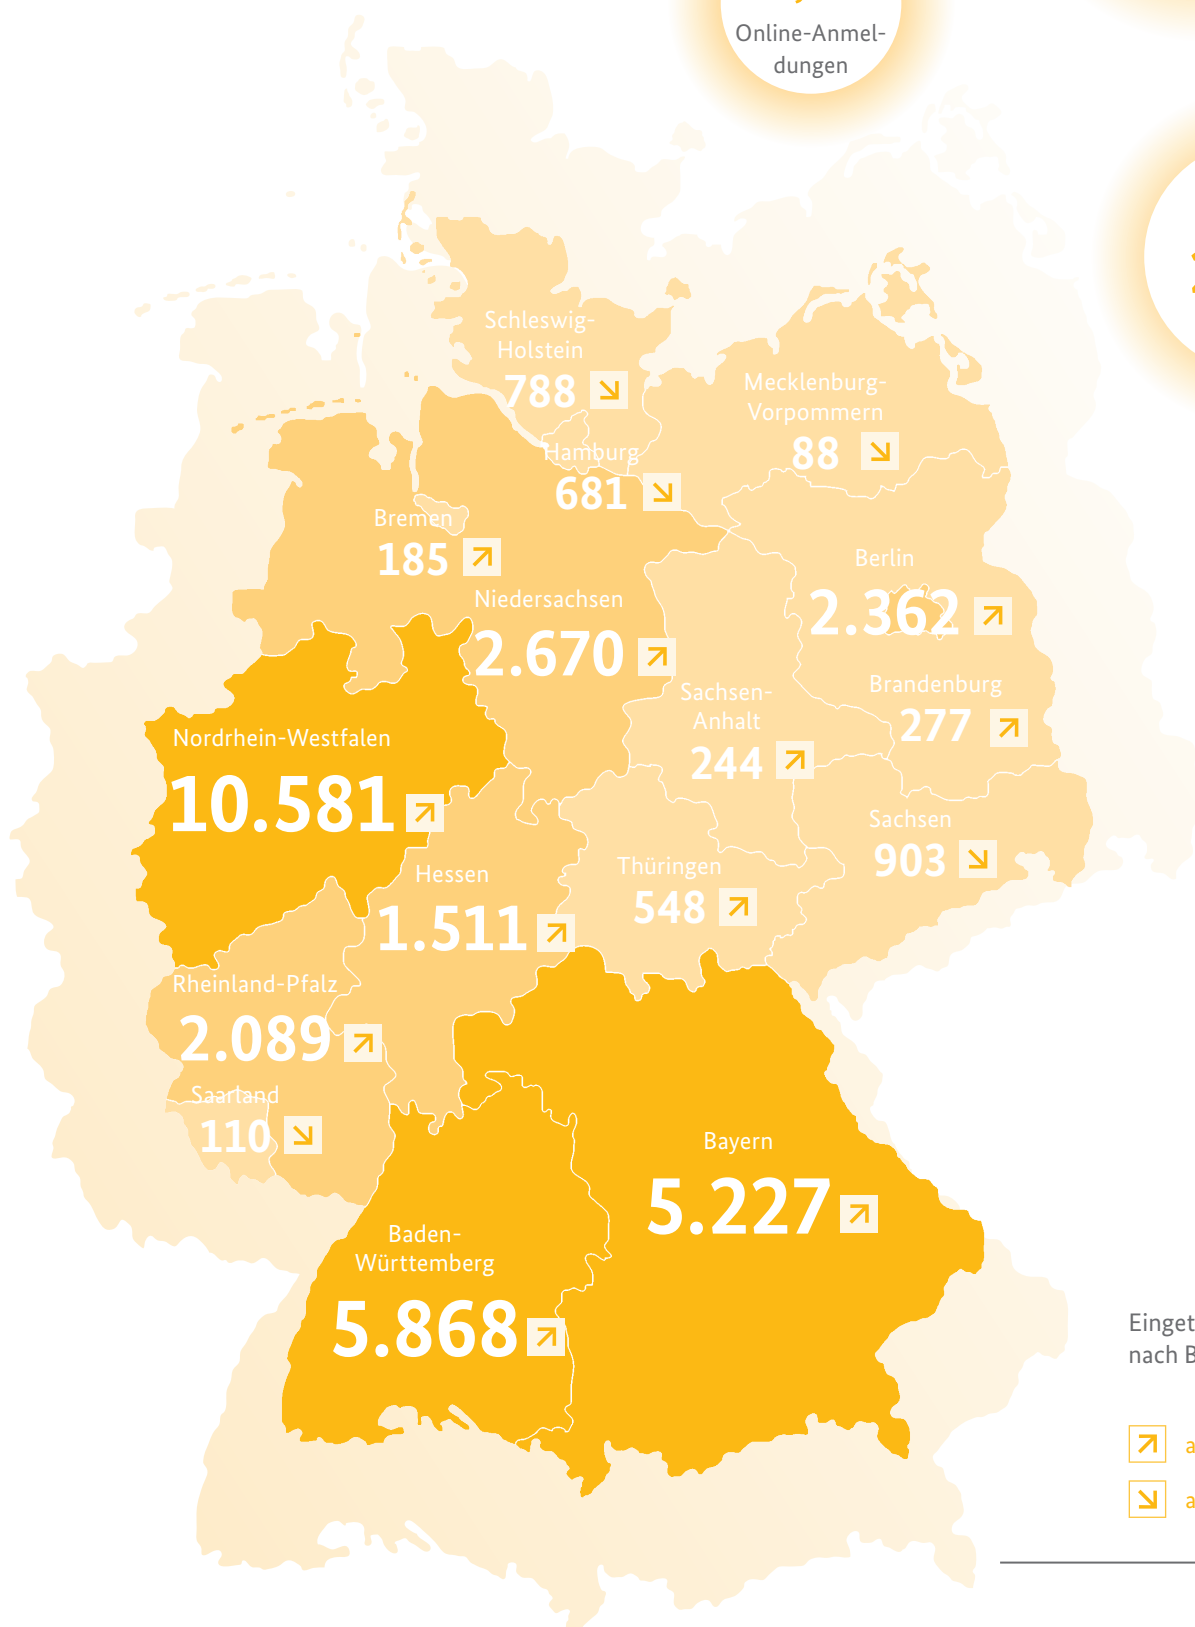 Online-Anmel-
dungen
Schleswig-
Holstein
788
Mecklenburg-
Vorpommern
88
Hamburg
681
Bremen
185
Berlin
2.362
Niedersachsen
2.670
Brandenburg
277
Sachsen-
Anhalt
244
Nordrhein-Westfalen
10.581
Sachsen
903
Hessen
1.511
Thüringen
548
Rheinland-Pfalz
2.089
Saarland
110
Bayern
5.227
Baden-
Württemberg
5.868
Einget
nach B
a
a